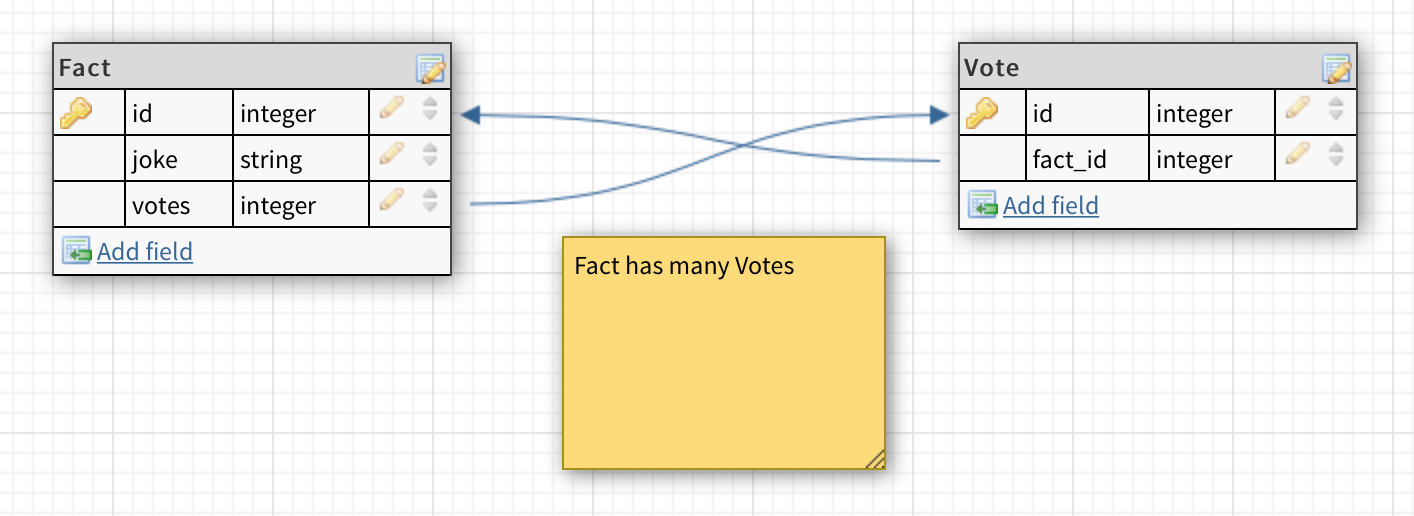 Fact
id integer
joke string
votes integer
Add field
Vote
id integer
fact_id integer
Add field
Fact has many Votes